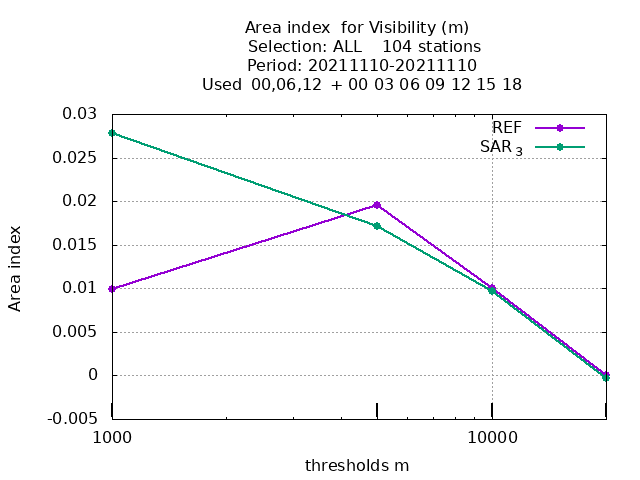 Area index  for Visibility (m)
Selection: ALL    104 stations
Period: 20211110-20211110
Used  00,06,12  + 00 03 06 09 12 15 18
0.03
0.025
0.02
0.015
0.01
0.005
0
-0.005
REF
SAR 3
Area index
1000
10000
thresholds m